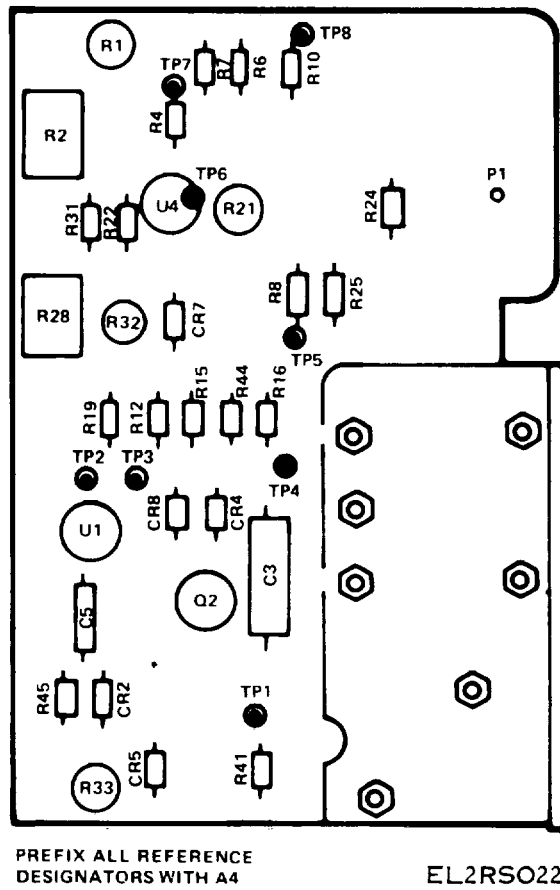 R1
TP8
TP7
R7
R6
R10
R2
R4
TP6
P1
U4
R21
R24
R31
R22
R28
R32
CR7
R8
R25
TP5
R19
R12
R15
R44
R16
TP2
TP3
TP4
U1
CR8
CR4
C3
C5
Q2
R45
CR2
TP1
R33
CR5
R41
PREFIX ALL REFERENCE
DESIGNATORS WITH A4
EL2RS022